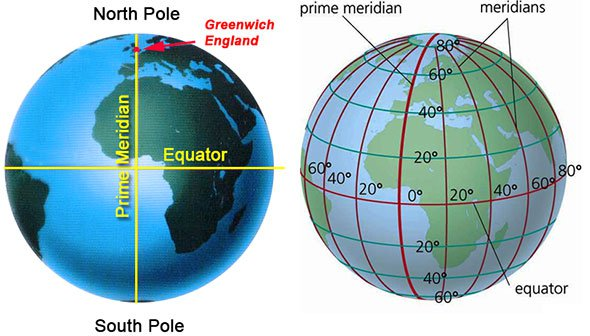 North Pole
Greenwich
England
Prime Meridian
Equator
South Pole
prime meridian
meridians
80°
60°
40°
20°
60° 40° 20° 0° 20° 40° 60° 80°
20°
40°
60°
equator